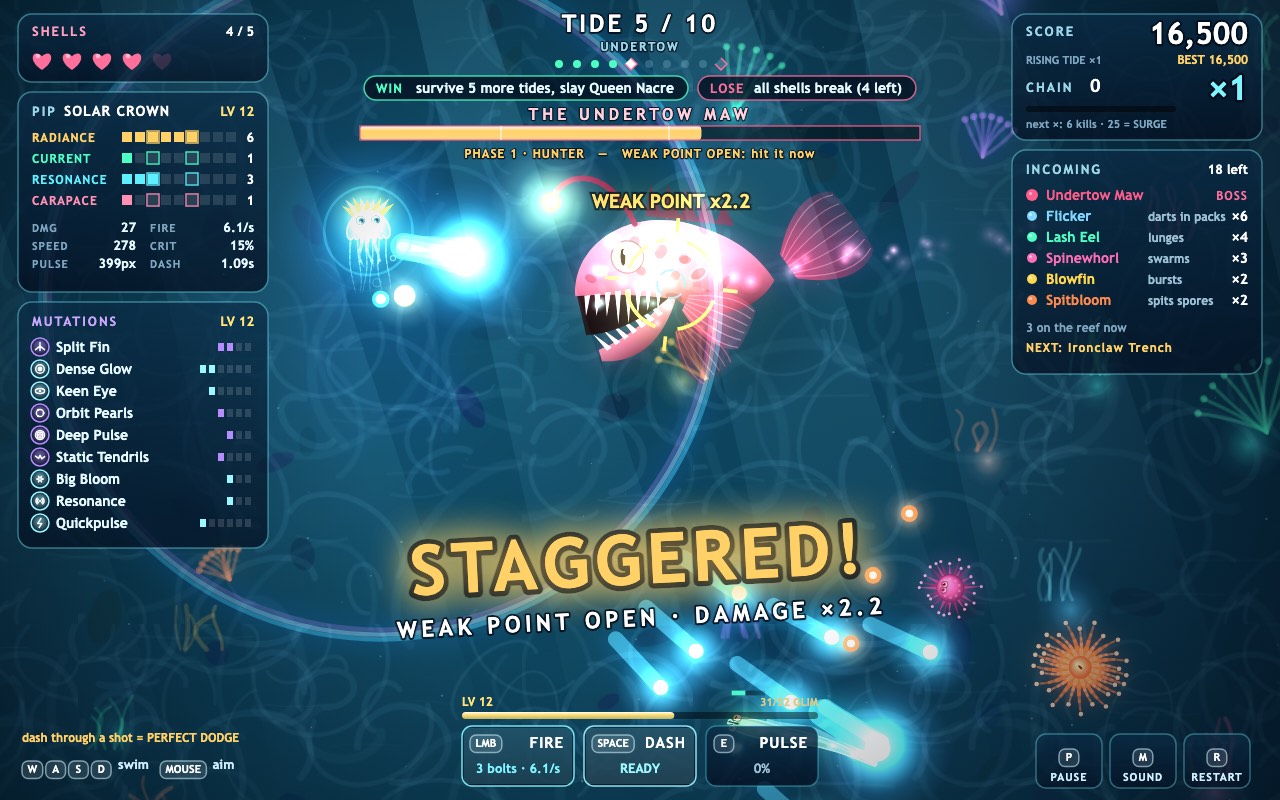 SHELLS 4 / 5
PIP SOLAR CROWN LV 12
RADIANCE 6
CURRENT 1
RESONANCE 3
CARAPACE 1
DMG 27 FIRE 6.1/s
SPEED 278 CRIT 15%
PULSE 399px DASH 1.09s
MUTATIONS LV 12
Split Fin
Dense Glow
Keen Eye
Orbit Pearls
Deep Pulse
Static Tendrils
Big Bloom
Resonance
Quickpulse
TIDE 5 / 10
UNDERTOW
WIN survive 5 more tides, slay Queen Nacre LOSE all shells break (4 left)
THE UNDERTOW MAW
PHASE 1 · HUNTER — WEAK POINT OPEN: hit it now
WEAK POINT x2.2
SCORE 16,500
RISING TIDE ×1 BEST 16,500
CHAIN 0 ×1
next ×: 6 kills · 25 = SURGE
INCOMING 18 left
Undertow Maw BOSS
Flicker darts in packs ×6
Lash Eel lunges ×4
Spinewhorl swarms ×3
Blowfin bursts ×2
Spitbloom spits spores ×2
3 on the reef now
NEXT: Ironclaw Trench
STAGGERED!
WEAK POINT OPEN · DAMAGE ×2.2
LV 12
LMB FIRE
3 bolts · 6.1/s
SPACE DASH
READY
E PULSE
0%
dash through a shot = PERFECT DODGE
W A S D swim MOUSE aim
P PAUSE
M SOUND
R RESTART